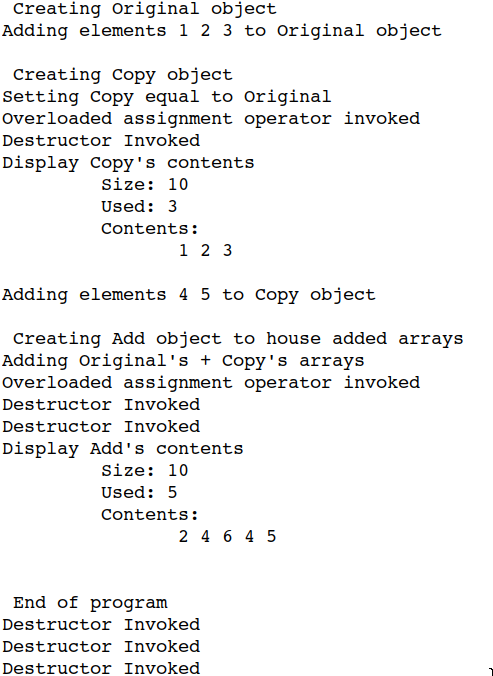 Creating Original object
Adding elements 1 2 3 to Original object
Creating Copy object
Setting Copy equal to Original
Overloaded assignment operator invoked
Destructor Invoked
Display Copy's contents
Size: 10
Used: 3
Contents:
1 2 3
Adding elements 4 5 to Copy object
Creating Add object to house added arrays
Adding Original's + Copy's arrays
Overloaded assignment operator invoked
Destructor Invoked
Destructor Invoked
Display Add's contents
Size: 10
Used: 5
Contents:
2 4 6 4 5
End of program
Destructor Invoked
Destructor Invoked
Destructor Invoked